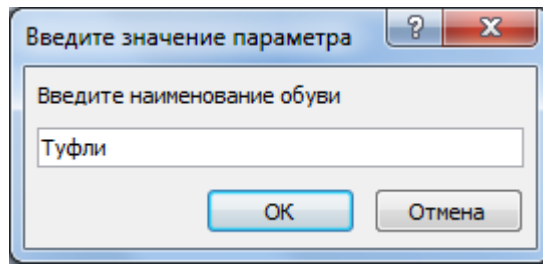 Введите значение параметра
?
Введите наименование обуви
Туфли
ОК
Отмена